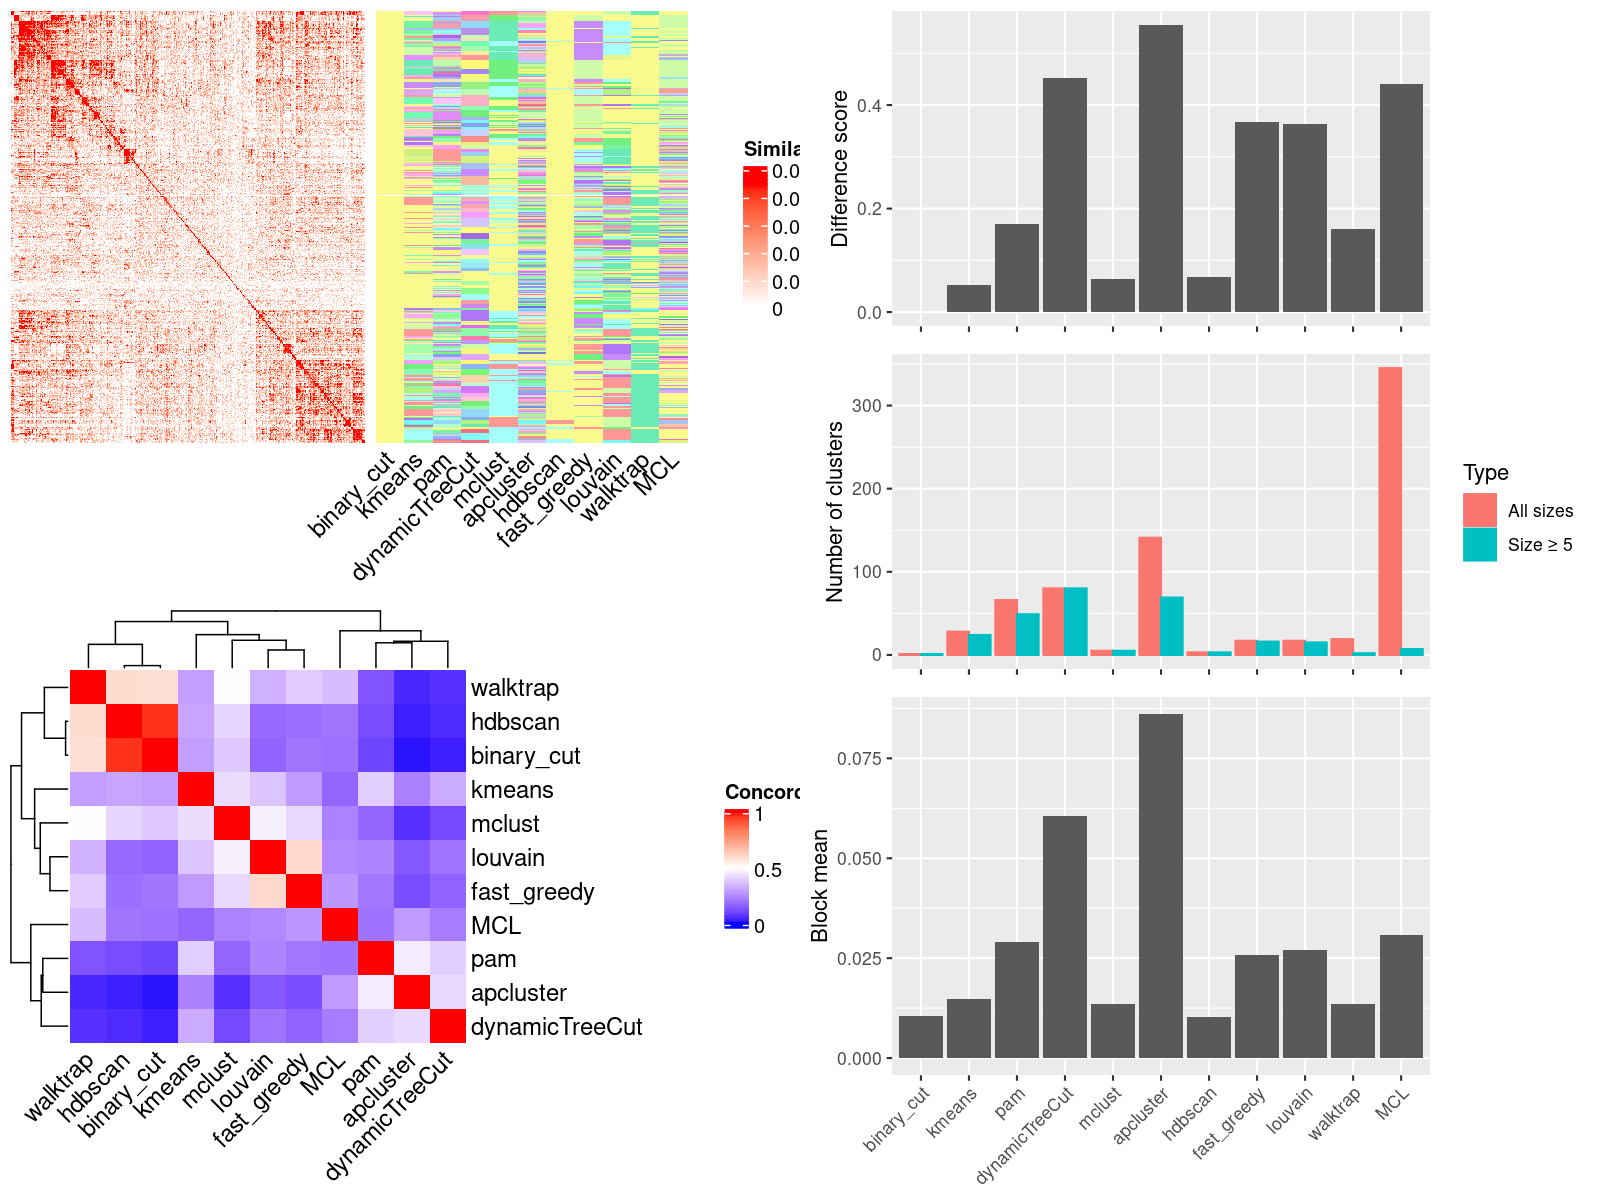 Simila
0.0
0.0
0.0
0.0
0.0
0
binary_cut
kmeans
pam
dynamicTreeCut
mclust
apcluster
hdbscan
fast_greedy
louvain
walktrap
MCL
walktrap
hdbscan
binary_cut
kmeans
mclust
louvain
fast_greedy
MCL
pam
apcluster
dynamicTreeCut
walktrap
hdbscan
binary_cut
kmeans
mclust
louvain
fast_greedy
MCL
pam
apcluster
dynamicTreeCut
Concord
1
0.5
0
Difference score
0.4
0.2
0.0
Number of clusters
300
200
100
0
Type
All sizes
Size ≥ 5
Block mean
0.075
0.050
0.025
0.000
binary_cut
kmeans
pam
dynamicTreeCut
mclust
apcluster
hdbscan
fast_greedy
louvain
walktrap
MCL